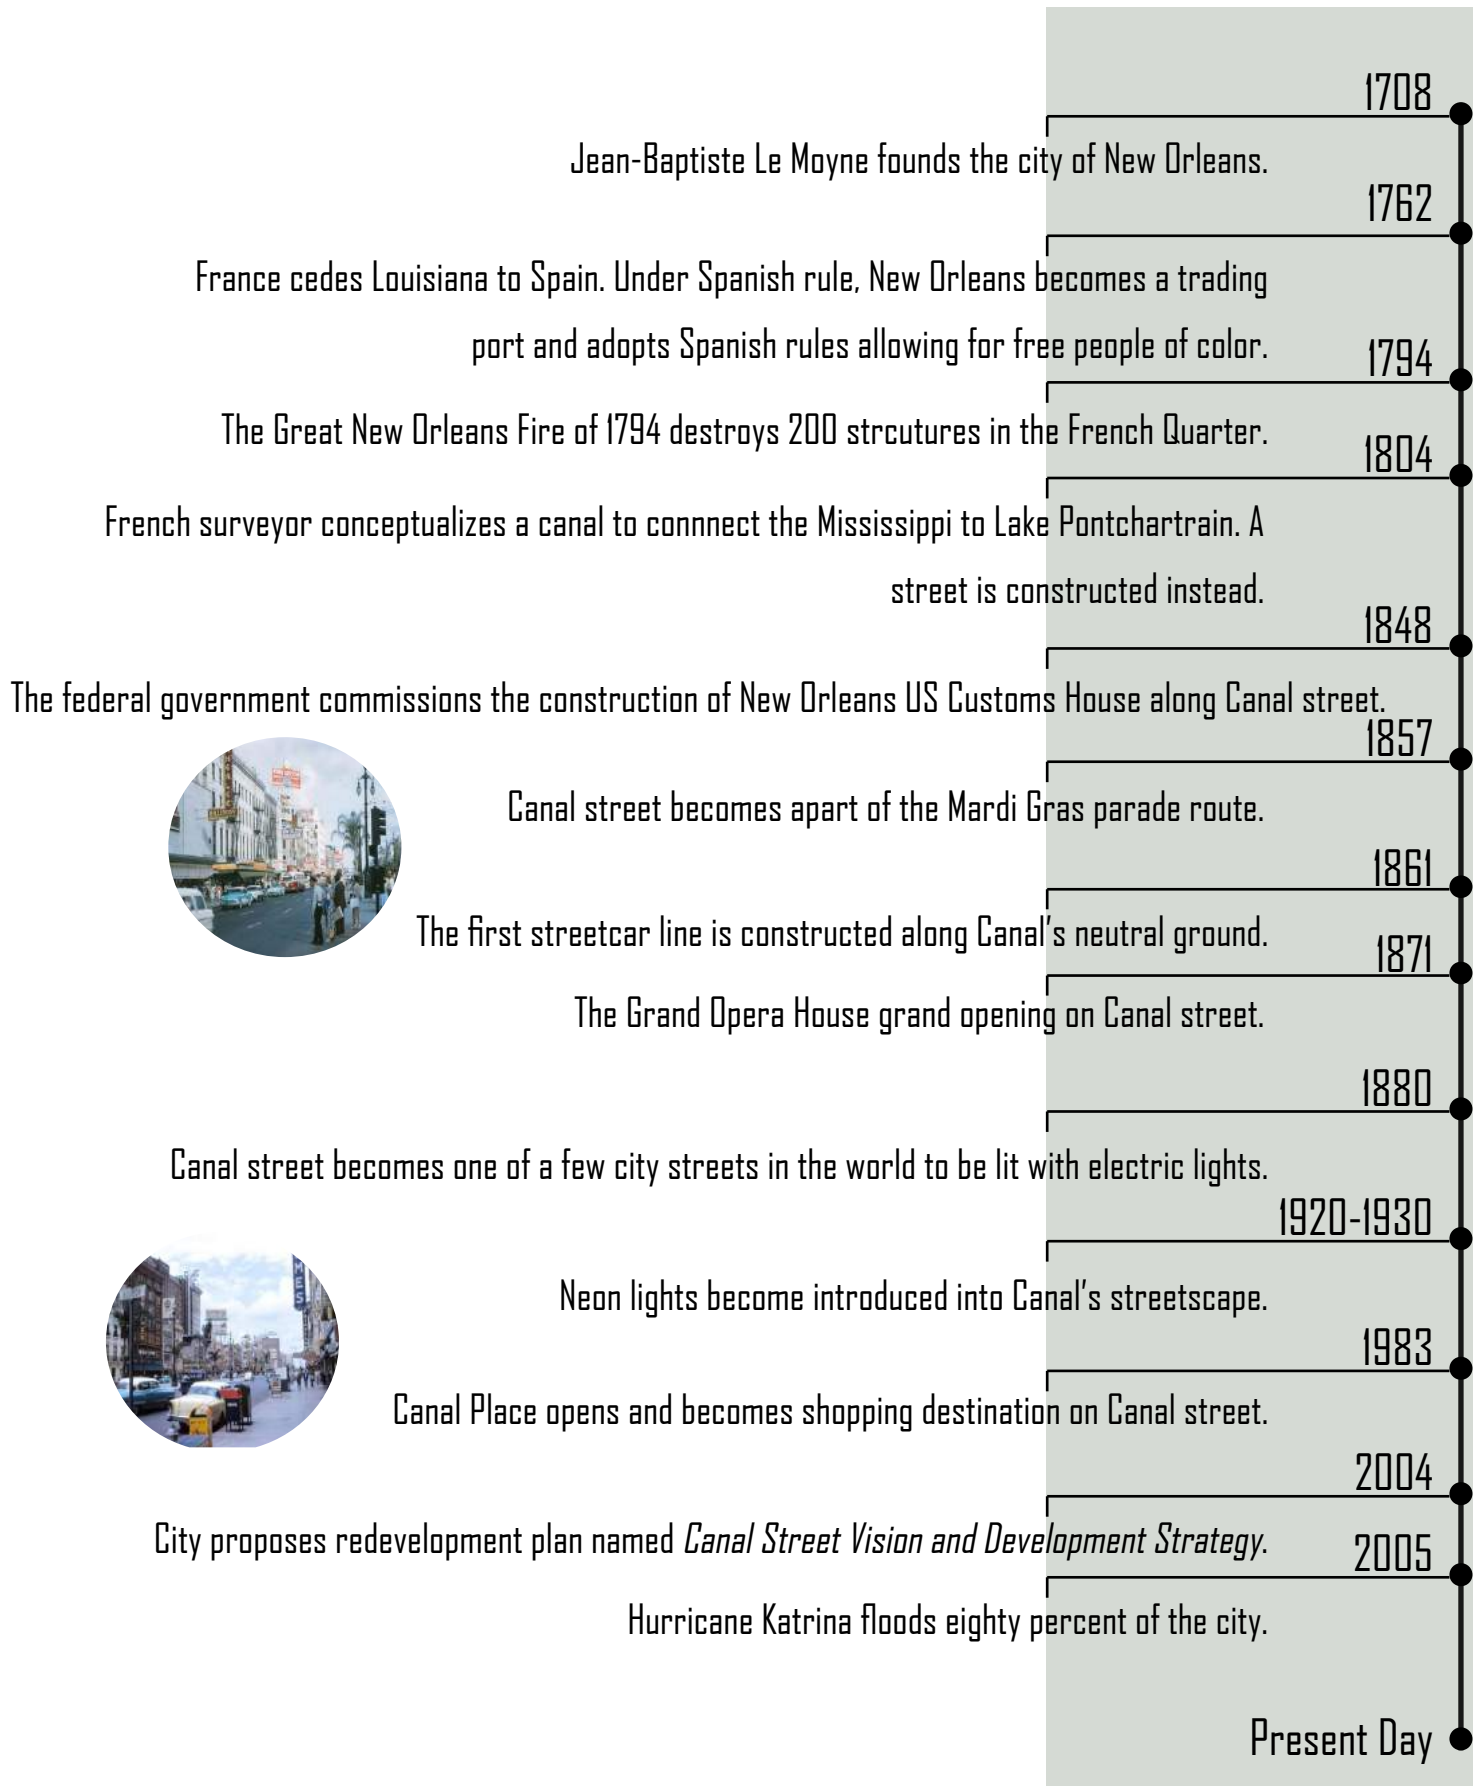 1708
Jean-Baptiste Le Moyne founds the city of New Orleans.
1762
France cedes Louisiana to Spain. Under Spanish rule, New Orleans becomes a trading
port and adopts Spanish rules allowing for free people of color.
1794
The Great New Orleans Fire of 1794 destroys 200 strcutures in the French Quarter.
1804
French surveyor conceptualizes a canal to connnect the Mississippi to Lake Pontchartrain. A
street is constructed instead.
1848
The federal government commissions the construction of New Orleans US Customs House along Canal street.
1857
Canal street becomes apart of the Mardi Gras parade route.
1861
The first streetcar line is constructed along Canal's neutral ground.
1871
The Grand Opera House grand opening on Canal street.
1880
Canal street becomes one of a few city streets in the world to be lit with electric lights.
1920-1930
Neon lights become introduced into Canal's streetscape.
1983
Canal Place opens and becomes shopping destination on Canal street.
2004
City proposes redevelopment plan named Canal Street Vision and Development Strategy.
2005
Hurricane Katrina floods eighty percent of the city.
Present Day